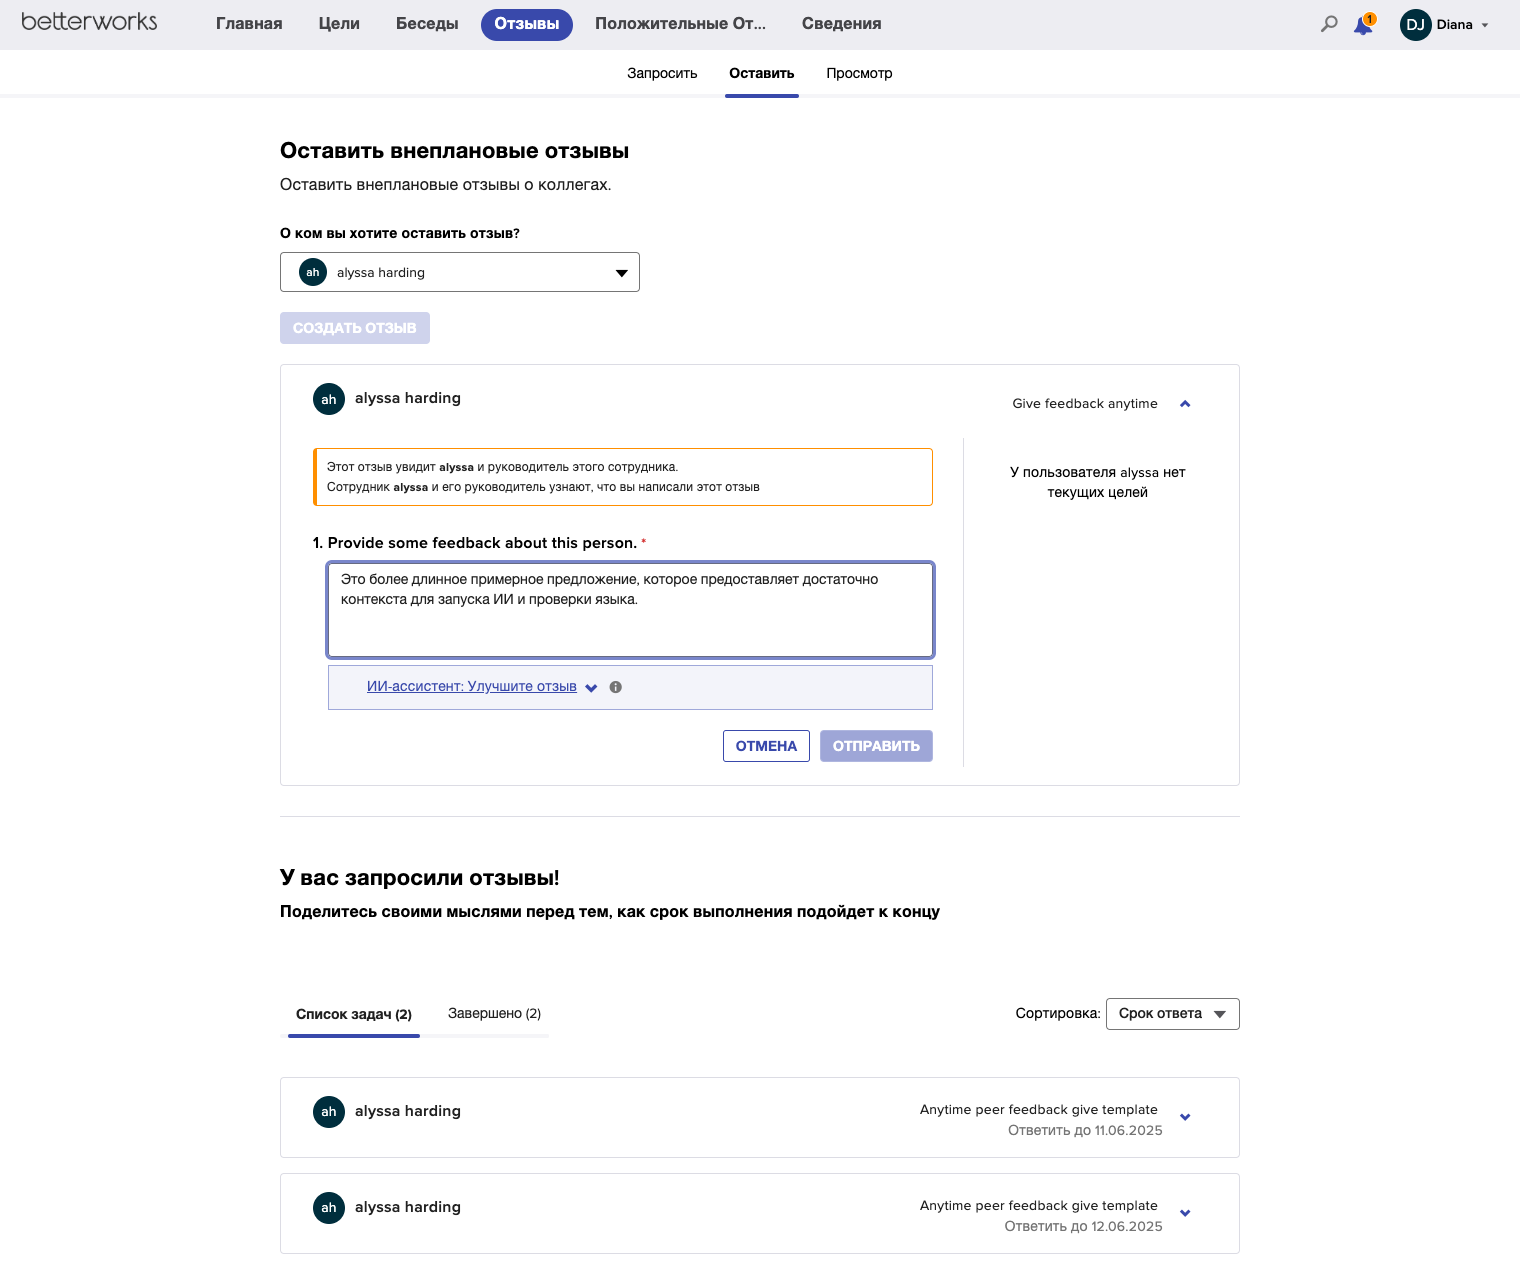 betterworks
Главная Цели Беседы Отзывы Положительные От... Сведения
1
DJ Diana
Запросить Оставить Просмотр
Оставить внеплановые отзывы
Оставить внеплановые отзывы о коллегах.
О ком вы хотите оставить отзыв?
ah alyssa harding
СОЗДАТЬ ОТЗЫВ
ah alyssa harding
Give feedback anytime
Этот отзыв увидит alyssa и руководитель этого сотрудника.
Сотрудник alyssa и его руководитель узнают, что вы написали этот отзыв
У пользователя alyssa нет
текущих целей
1. Provide some feedback about this person. *
Это более длинное примерное предложение, которое предоставляет достаточно
контекста для запуска ИИ и проверки языка.
ИИ-ассистент: Улучшите отзыв
ОТМЕНА ОТПРАВИТЬ
У вас запросили отзывы!
Поделитесь своими мыслями перед тем, как срок выполнения подойдет к концу
Список задач (2) Завершено (2)
Сортировка: Срок ответа
ah alyssa harding
Anytime peer feedback give template
Ответить до 11.06.2025
ah alyssa harding
Anytime peer feedback give template
Ответить до 12.06.2025